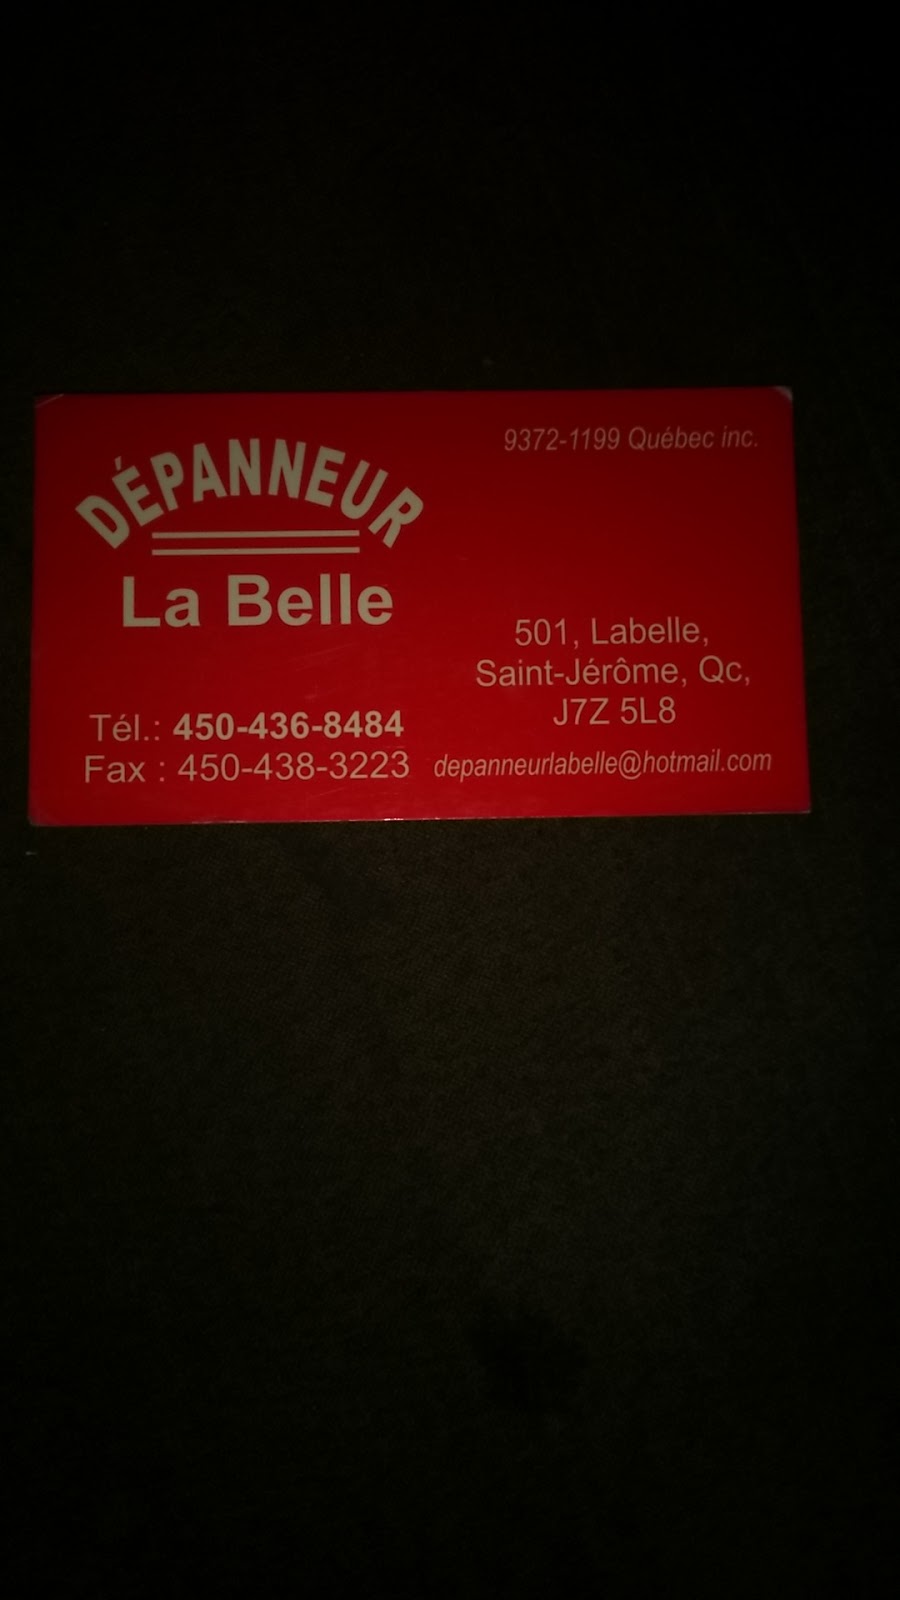 DÉPANNEUR
La Belle
Tél.: 450-436-8484
Fax : 450-438-3223
9372-1199 Québec inc.
501, Labelle,
Saint-Jérôme, Qc,
J7Z 5L8
depanneurlabelle@hotmail.com